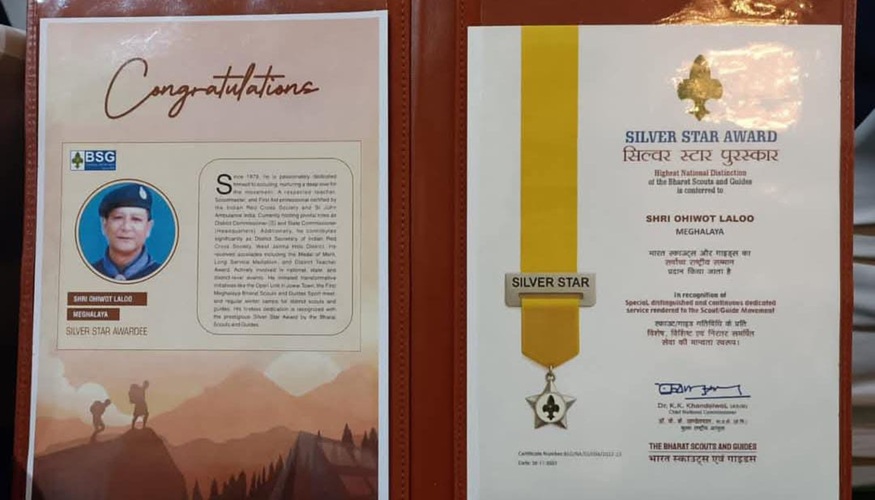 Congratulations
BSG
Since 1979, he is passionately dedicated
himself to scouting, nurturing a deep love for
the movement. A respected teacher,
Scoutmaster, and First Aid professional certified by
the Indian Red Cross Society and St John
Ambulance India. Currently holding pivotal roles as
District Commissioner (S) and State Commissioner
(Headquarters). Additionally, he contributes
significantly as District Secretary of Indian Red
Cross Society, West Jaintia Hills District. He
received accolades including the Medal of Merit,
Long Service Medallion, and District Teacher
Award. Actively involved in national, state, and
district-level events. He initiated transformative
initiatives like the Open Unit in Jowai Town, the First
Meghalaya Bharat Scouts and Guides Sport meet,
and regular winter camps for district scouts and
guides. His tireless dedication is recognized with
the prestigious Silver Star Award by the Bharat
Scouts and Guides.
SHRI OHIWOT LALOO
MEGHALAYA
SILVER STAR AWARDEE
SILVER STAR
SILVER STAR AWARD
सिल्वर स्टार पुरस्कार
Highest National Distinction
of the Bharat Scouts and Guides
is conferred to
SHRI OHIWOT LALOO
MEGHALAYA
भारत स्काउट्स और गाइड्स का
सर्वोच्च राष्ट्रीय सम्मान
प्रदान किया जाता है
In recognition of
Special, distinguished and continuous dedicated
service rendered to the Scout/Guide Movement
स्काउट/गाइड गतिविधि के प्रति
विशेष, विशिष्ट एवं निरंतर समर्पित
सेवा की मान्यता स्वरूप।
Dr. K.K. Khandelwal,
Chief National Commissioner
मुख्य राष्ट्रीय आयुक्त
THE BHARAT SCOUTS AND GUIDES
भारत स्काउट्स एवं गाइड्स
Certificate Number
Date